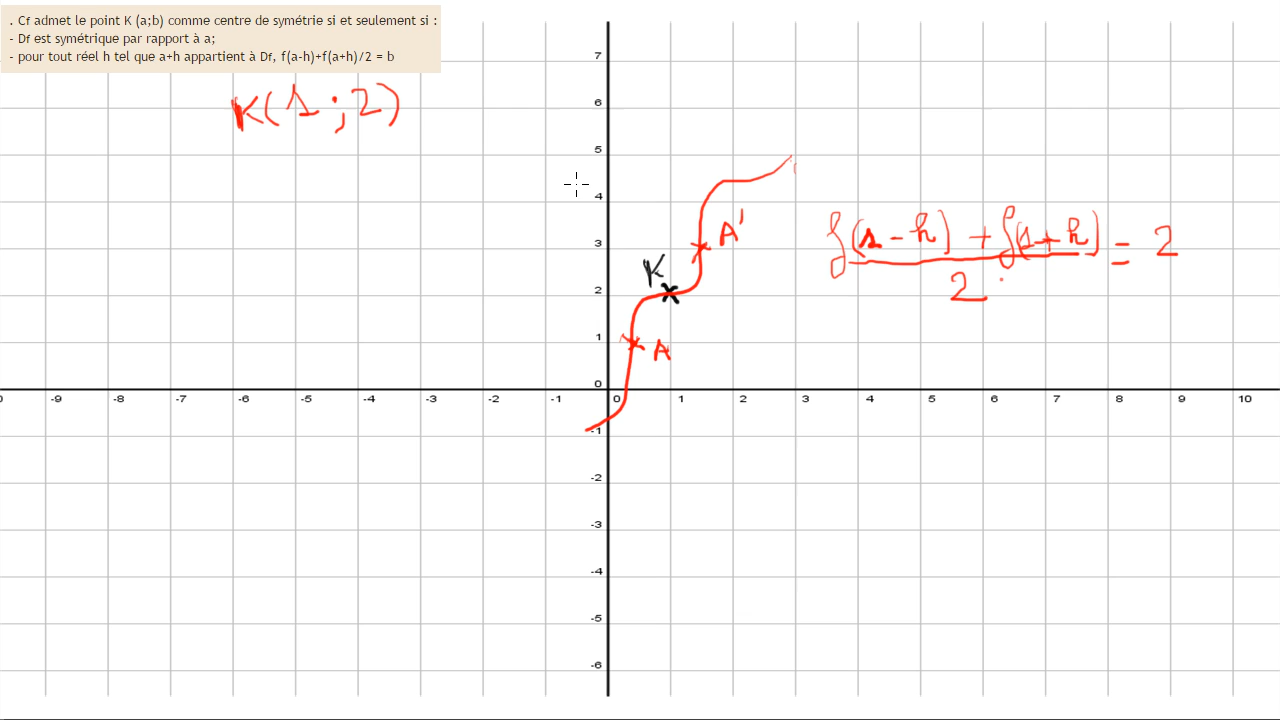 . Cf admet le point K (a;b) comme centre de symétrie si et seulement si :
- Df est symétrique par rapport à a;
- pour tout réel h tel que a+h appartient à Df, f(a-h)+f(a+h)/2 = b
K(1 ; 2)
7
6
5
4
3
2
1
0
-1
-2
-3
-4
-5
-6
A'
K
A
f(1-h) + f(1+h) = 2
2
0 -9 -8 -7 -6 -5 -4 -3 -2 -1 0 1 2 3 4 5 6 7 8 9 10